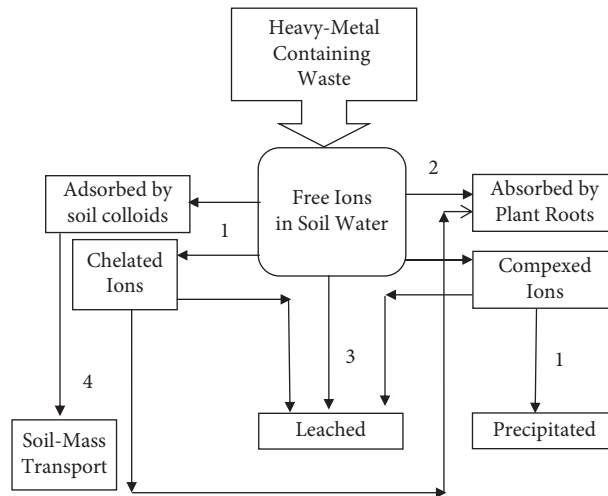 Heavy-Metal
Containing
Waste
Free Ions
in Soil Water
2
Absorbed by
Plant Roots
Adsorbed by
soil colloids
1
Chelated
Ions
Compexed
Ions
3
1
4
Leached
Precipitated
Soil-Mass
Transport